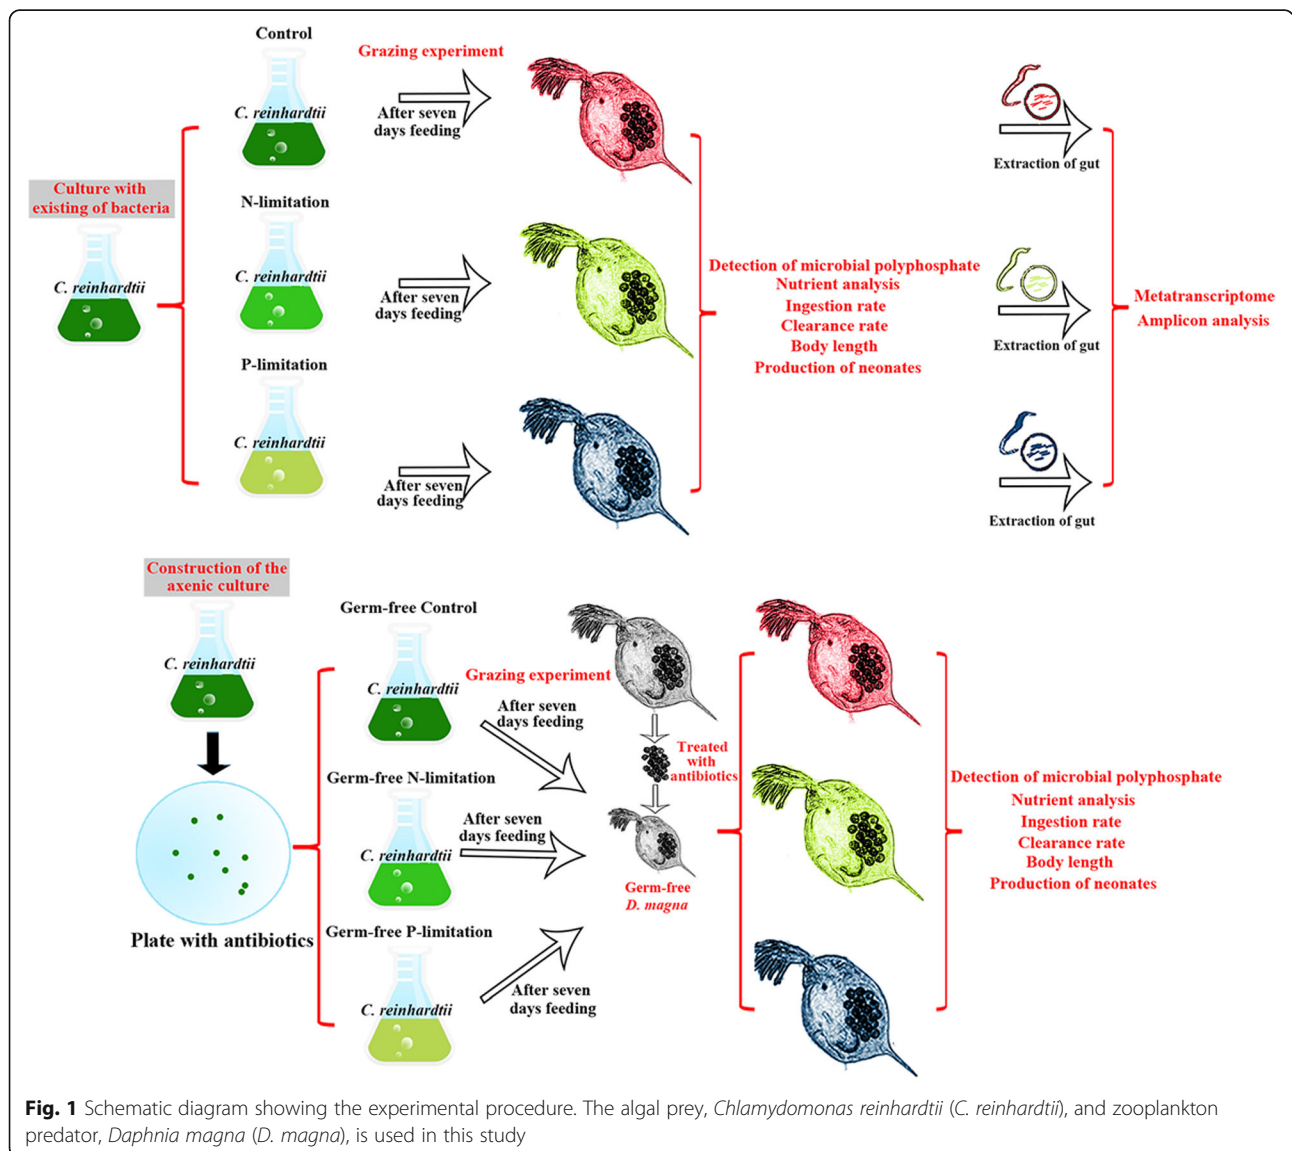 Control
Grazing experiment
C. reinhardtii
After seven
days feeding
Extraction of gut
Culture with
existing of bacteria
C. reinhardtii
N-limitation
C. reinhardtii
After seven
days feeding
Detection of microbial polyphosphate
Nutrient analysis
Ingestion rate
Clearance rate
Body length
Production of neonates
Extraction of gut
Metatranscriptome
Amplicon analysis
P-limitation
C. reinhardtii
After seven
days feeding
Extraction of gut
Construction of the
axenic culture
C. reinhardtii
Plate with antibiotics
Germ-free Control
C. reinhardtii
Grazing experiment
After seven
days feeding
Treated
with
antibiotics
Germ-free N-limitation
C. reinhardtii
After seven
days feeding
Germ-free
D. magna
Germ-free P-limitation
C. reinhardtii
After seven
days feeding
Detection of microbial polyphosphate
Nutrient analysis
Ingestion rate
Clearance rate
Body length
Production of neonates
Fig. 1 Schematic diagram showing the experimental procedure. The algal prey, Chlamydomonas reinhardtii (C. reinhardtii), and zooplankton
predator, Daphnia magna (D. magna), is used in this study